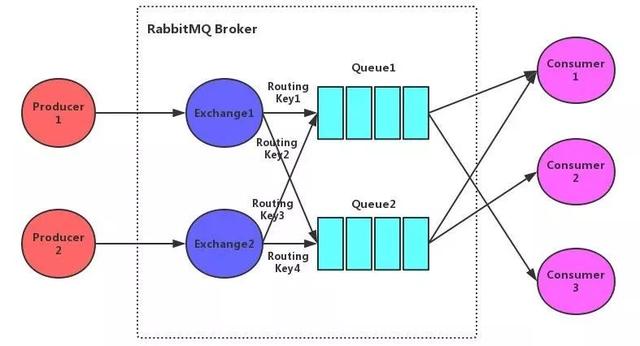 RabbitMQ Broker
Producer
1
Exchange1
Routing
Key1
Queue1
Consumer
1
Routing
Key2
Consumer
2
Producer
2
Exchange2
Routing
Key3
Routing
Key4
Queue2
Consumer
3